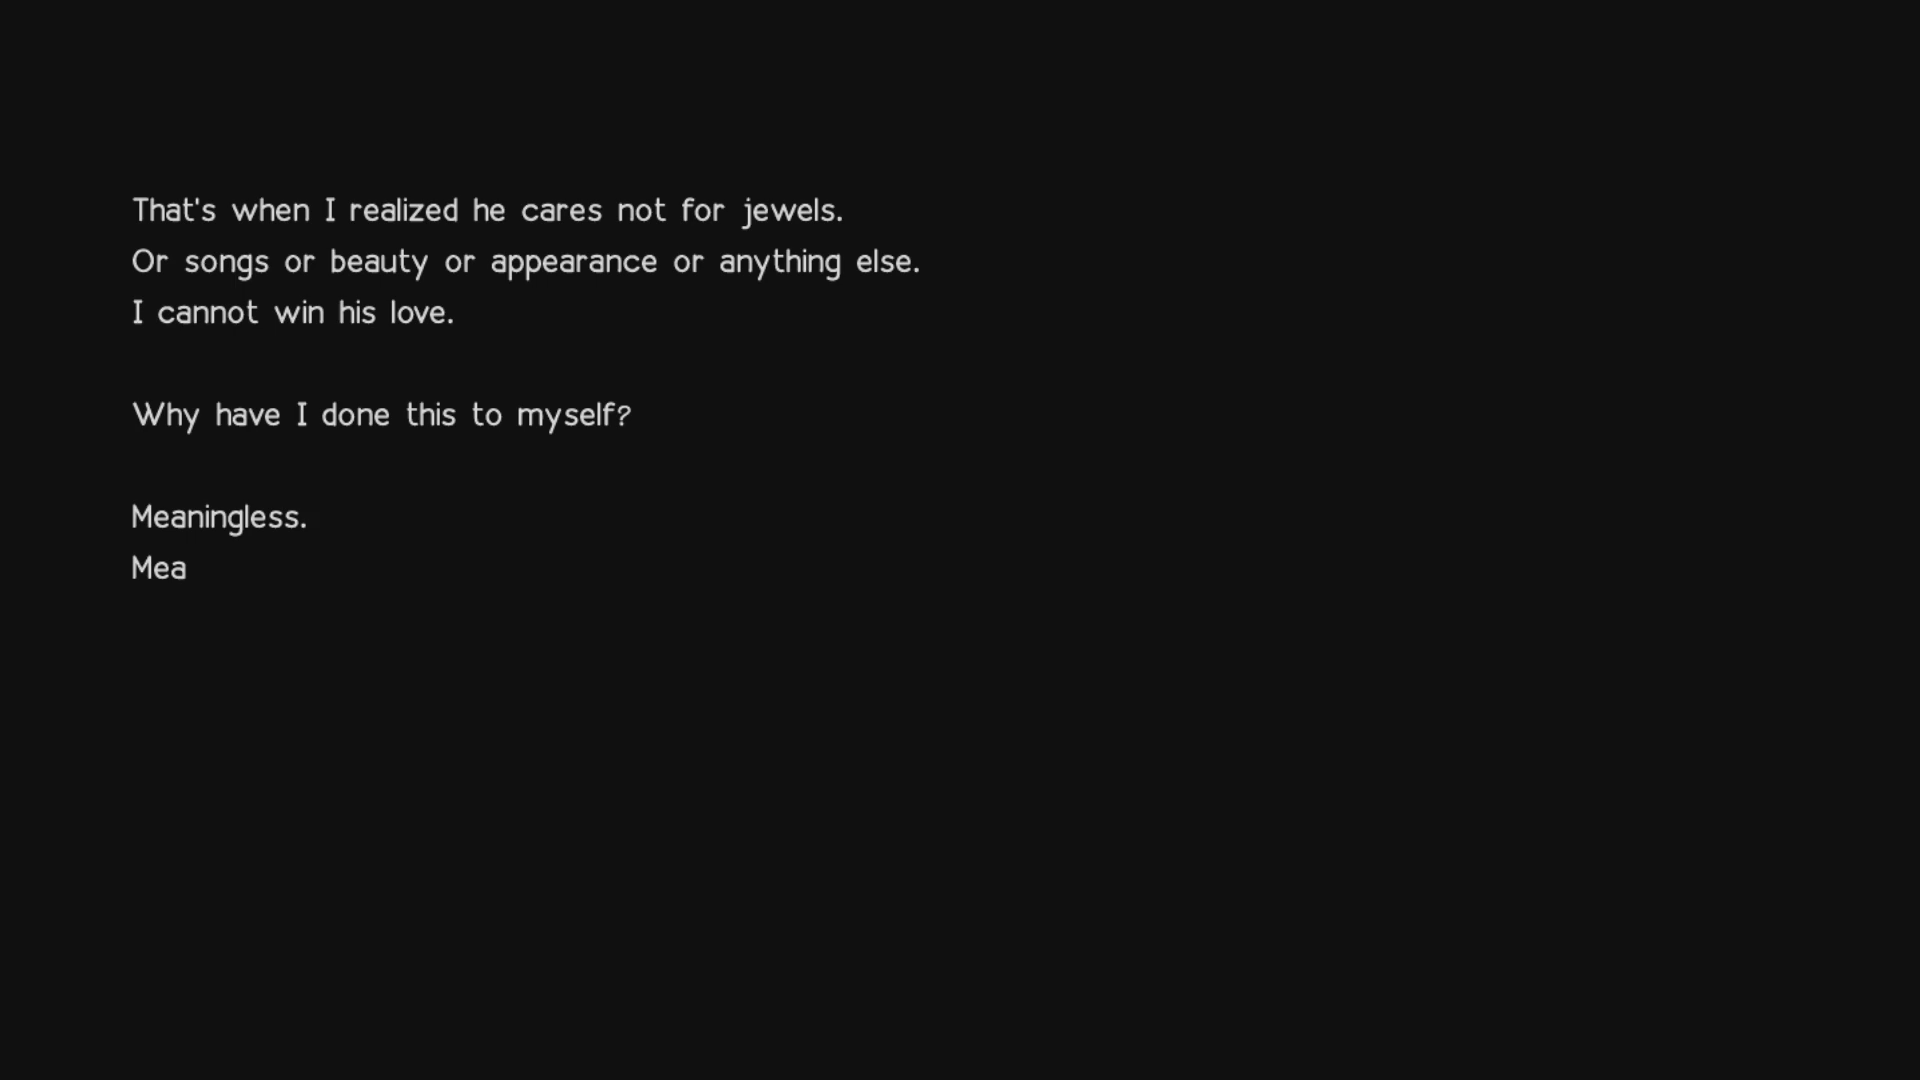 That's when I realized he cares not for jewels.
Or songs or beauty or appearance or anything else.
I cannot win his love.
Why have I done this to myself?
Meaningless.
Mea